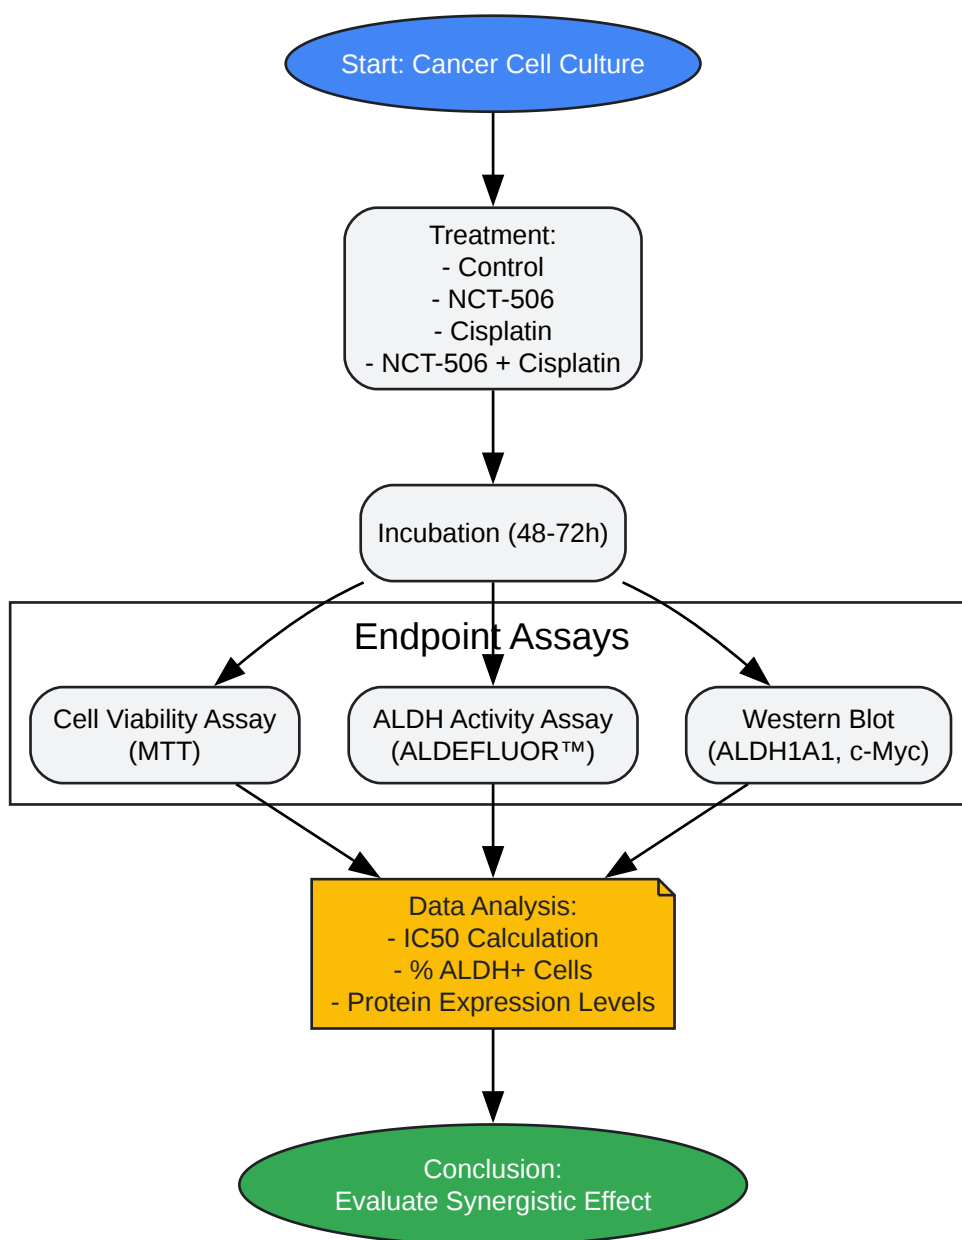 Start: Cancer Cell Culture
Treatment:
- Control
- NCT-506
- Cisplatin
- NCT-506 + Cisplatin
Incubation (48-72h)
Endpoint Assays
Cell Viability Assay
(MTT)
ALDH Activity Assay
(ALDEFLUOR™)
Western Blot
(ALDH1A1, c-Myc)
Data Analysis:
- IC50 Calculation
- % ALDH+ Cells
- Protein Expression Levels
Conclusion:
Evaluate Synergistic Effect